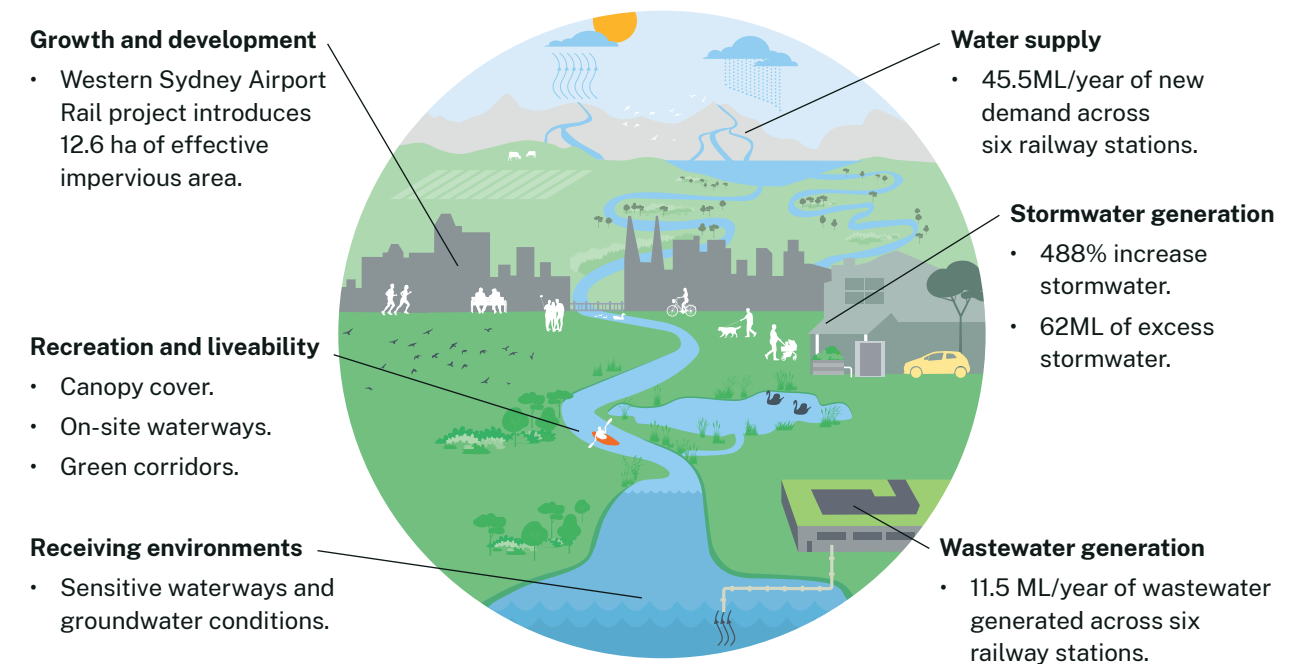 Growth and development
• Western Sydney Airport
Rail project introduces
12.6 ha of effective
impervious area.
Recreation and liveability
• Canopy cover.
• On-site waterways.
• Green corridors.
Receiving environments
• Sensitive waterways and
groundwater conditions.
Water supply
• 45.5ML/year of new
demand across
six railway stations.
Stormwater generation
• 488% increase
stormwater.
• 62ML of excess
stormwater.
Wastewater generation
• 11.5 ML/year of wastewater
generated across six
railway stations.